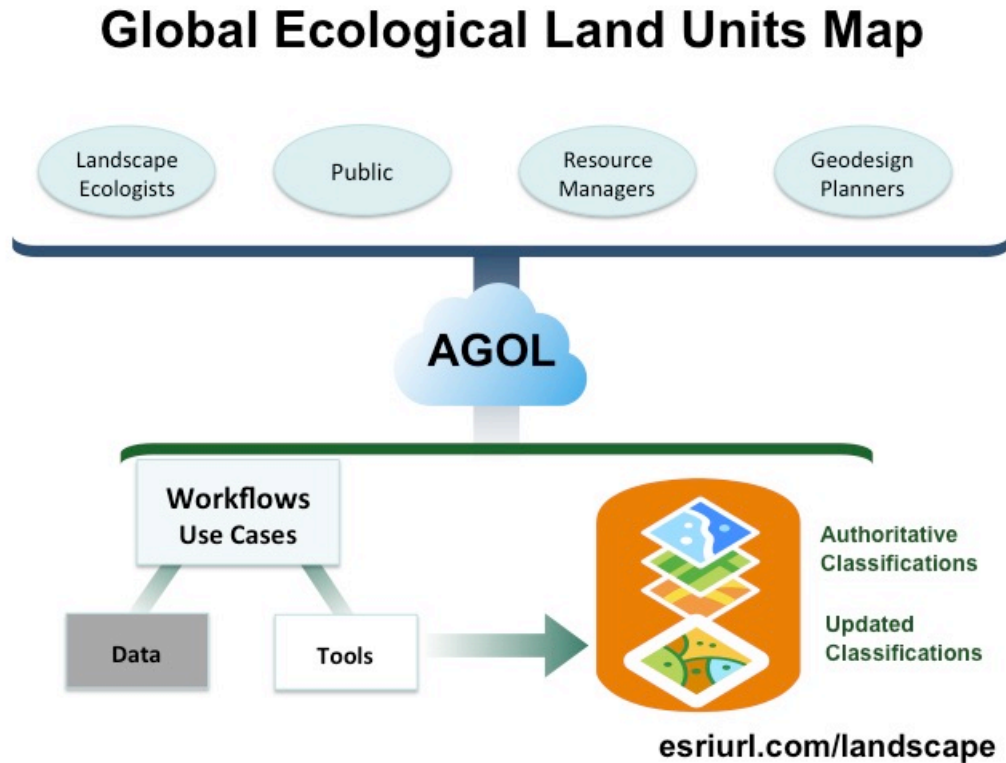 Global Ecological Land Units Map
Landscape
Ecologists
Public
Resource
Managers
Geodesign
Planners
AGOL
Workflows
Use Cases
Data
Tools
Authoritative
Classifications
Updated
Classifications
esriurl.com/landscape